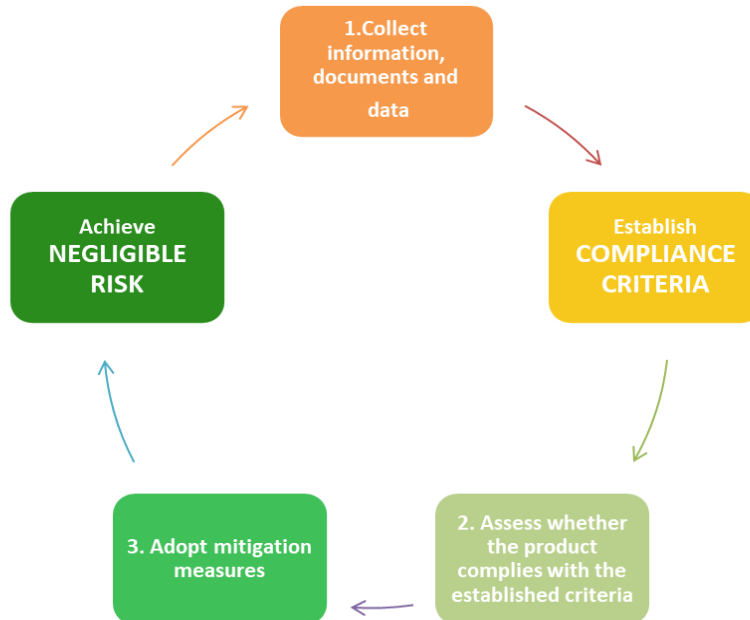 1.Collect
information,
documents and
data
Establish
COMPLIANCE
CRITERIA
2. Assess whether
the product
complies with the
established criteria
3. Adopt mitigation
measures
Achieve
NEGLIGIBLE
RISK